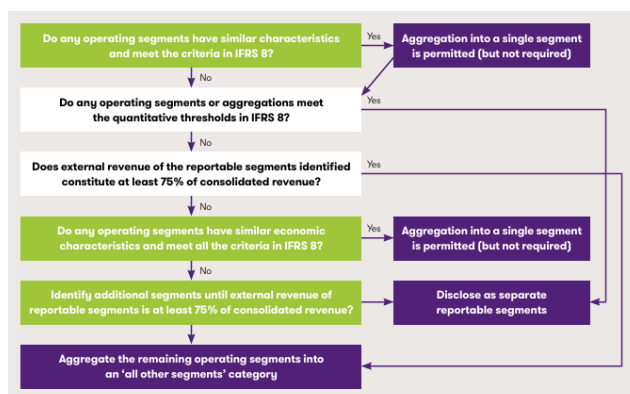 Do any operating segments have similar characteristics
and meet the criteria in IFRS 8?
Yes
Aggregation into a single segment
is permitted (but not required)
No
Do any operating segments or aggregations meet
the quantitative thresholds in IFRS 8?
Yes
No
Does external revenue of the reportable segments identified
constitute at least 75% of consolidated revenue?
Yes
No
Do any operating segments have similar economic
characteristics and meet all the criteria in IFRS 8?
Yes
Aggregation into a single segment
is permitted (but not required)
No
Identify additional segments until external revenue of
reportable segments is at least 75% of consolidated revenue?
Disclose as separate
reportable segments
Aggregate the remaining operating segments into
an ‘all other segments’ category